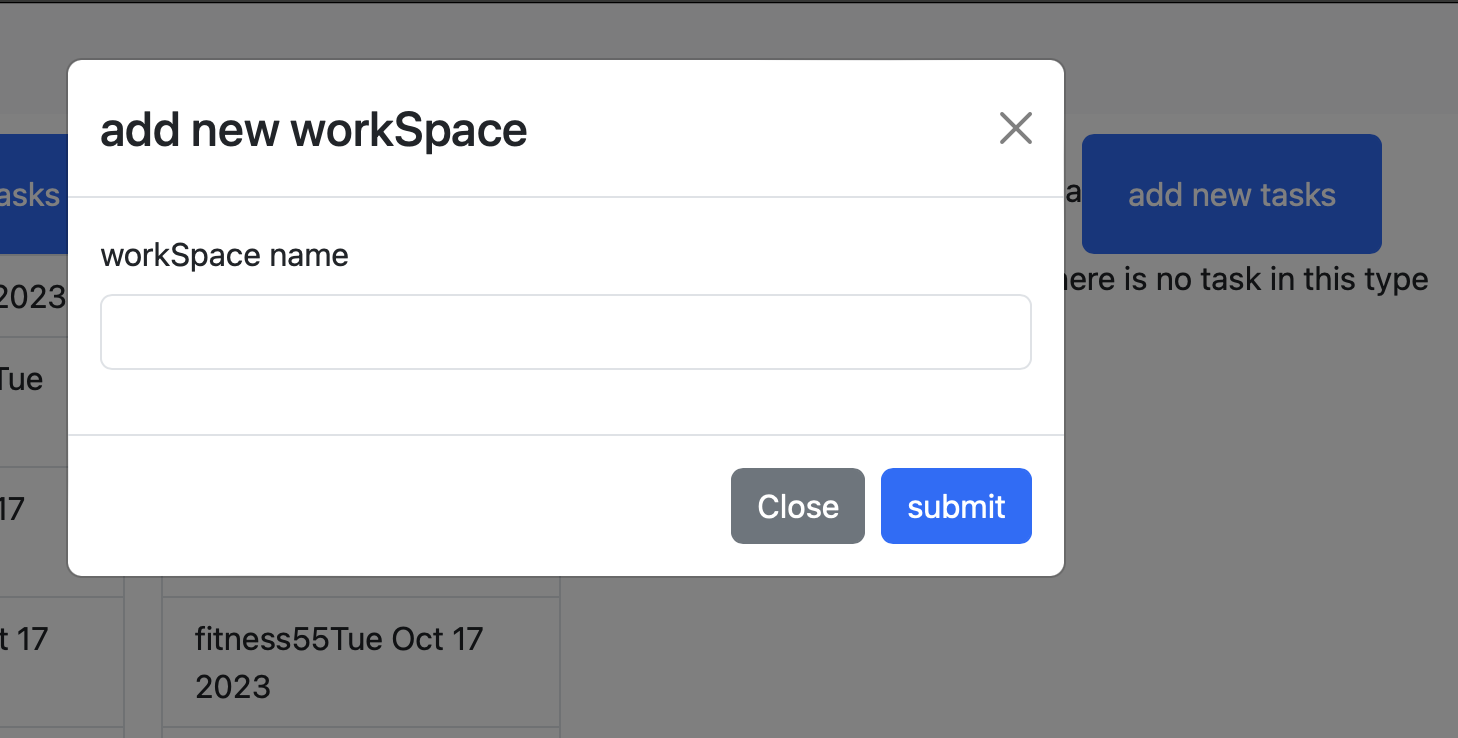 add new workSpace
asks
a
add new tasks
workSpace name
2023
here is no task in this type
Tue
17
Close
submit
t 17
fitness55Tue Oct 17
2023